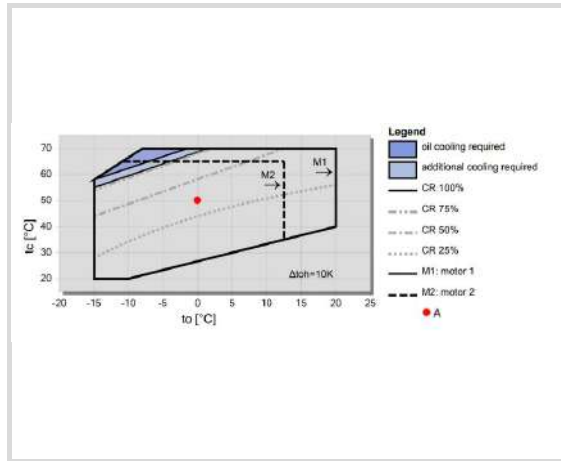 Legend
oil cooling required
additional cooling required
CR 100%
CR 75%
CR 50%
CR 25%
M1: motor 1
M2: motor 2
A
tc [°C]
70
60
50
40
30
20
M1
M2
Δtoh=10K
-20 -15 -10 -5 0 5 10 15 20 25
to [°C]